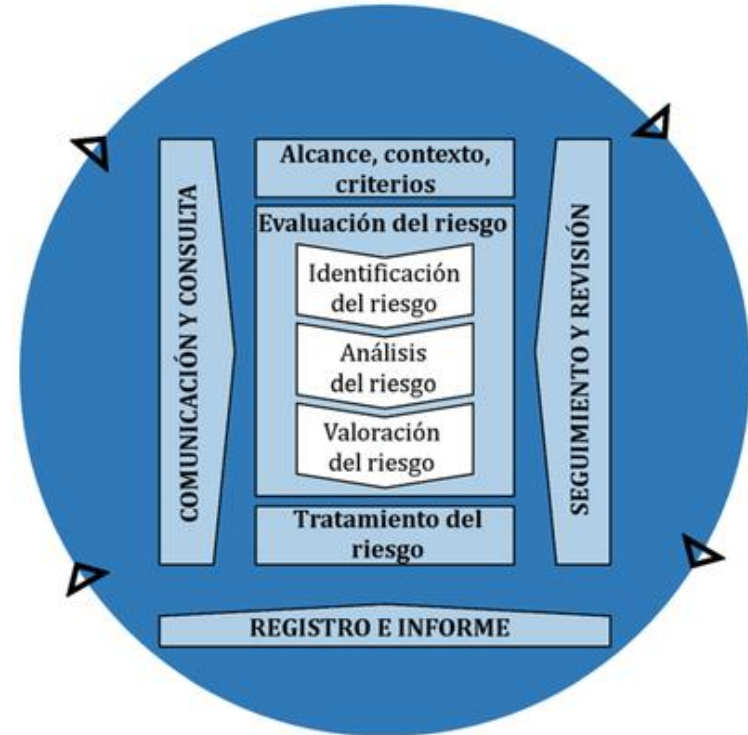 COMUNICACIÓN Y CONSULTA
Alcance, contexto,
criterios
Evaluación del riesgo
Identificación
del riesgo
Análisis
del riesgo
Valoración
del riesgo
Tratamiento del
riesgo
SEGUIMIENTO Y REVISIÓN
REGISTRO E INFORME